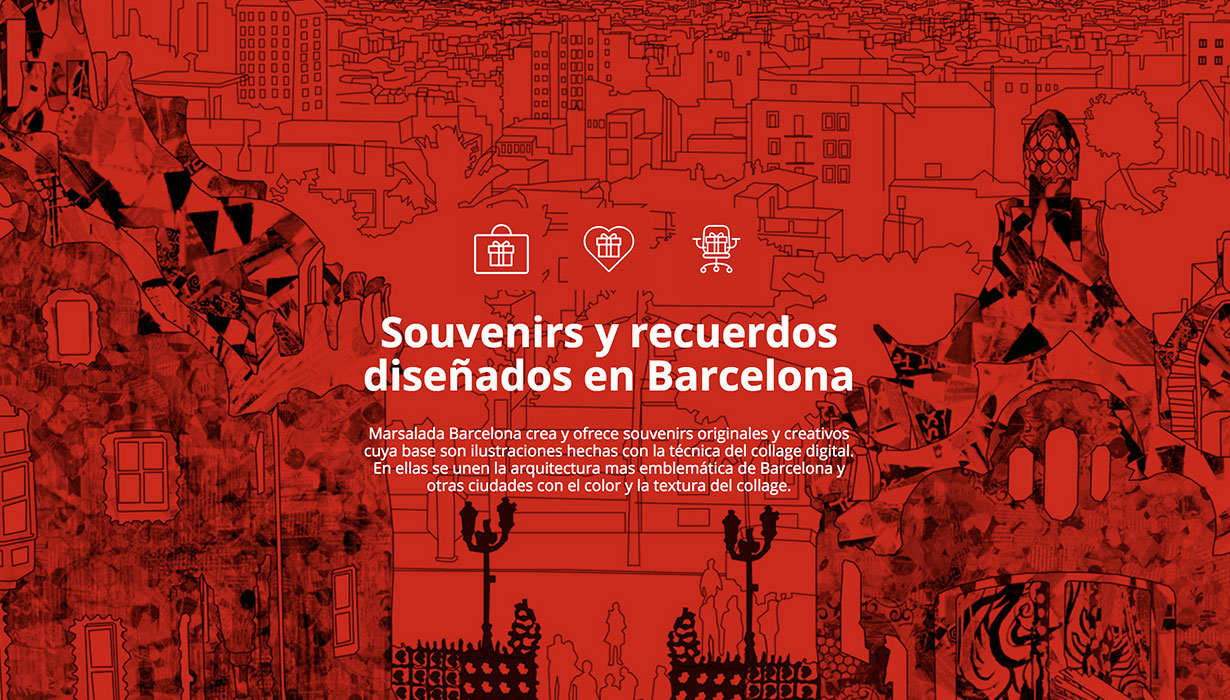 Souvenirs y recuerdos
diseñados en Barcelona
Marsalada Barcelona crea y ofrece souvenirs originales y creativos
cuya base son ilustraciones hechas con la técnica del collage digital.
En ellas se unen la arquitectura mas emblemática de Barcelona y
otras ciudades con el color y la textura del collage.